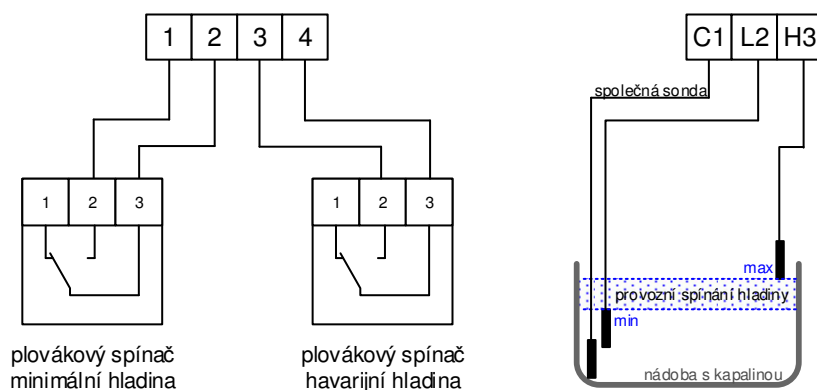 1 2 3 4
1 2 3
plovákový spínač
minimální hladina
1 2 3
plovákový spínač
havarijní hladina
C1 L2 H3
společná sonda
max
provozní spínání hladiny
min
nádoba s kapalinou